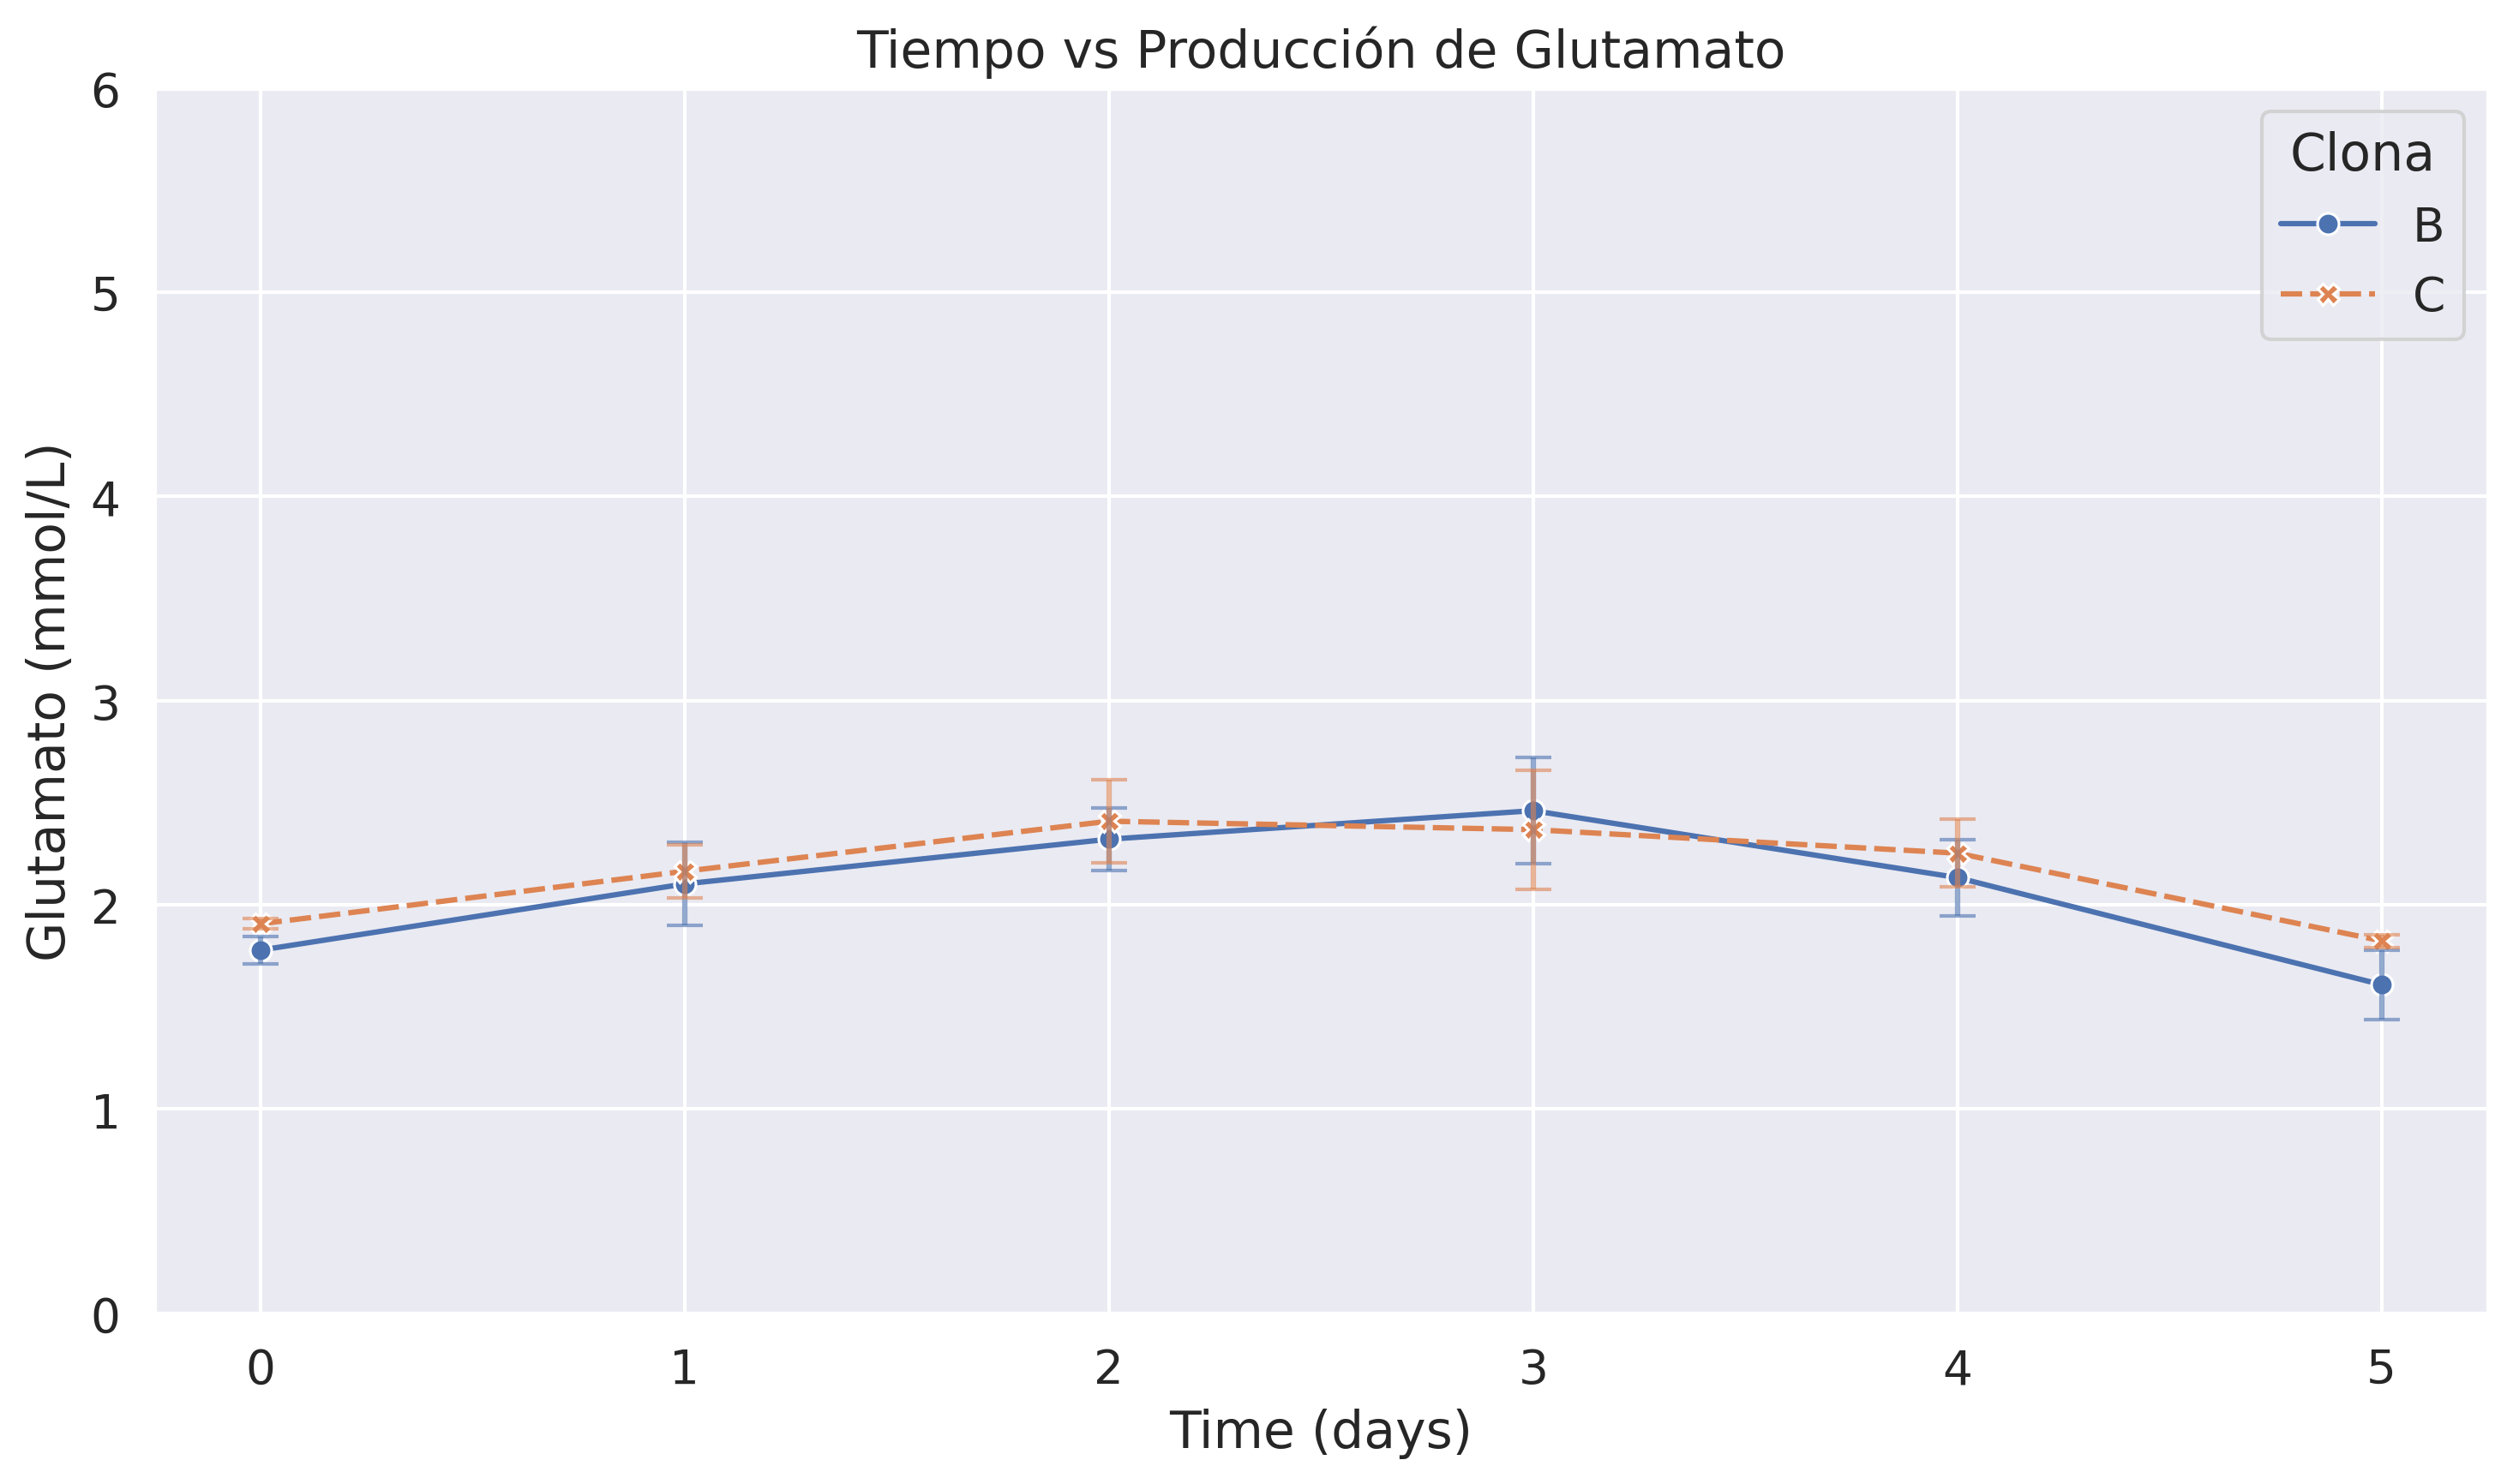 Tiempo vs Producción de Glutamato
Clona
B
C
Glutamato (mmol/L)
6
5
4
3
2
1
0
0 1 2 3 4 5
Time (days)